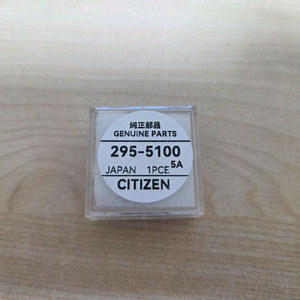 純正部品
GENUINE PARTS
295-5100
5A
JAPAN 1PCE
CITIZEN